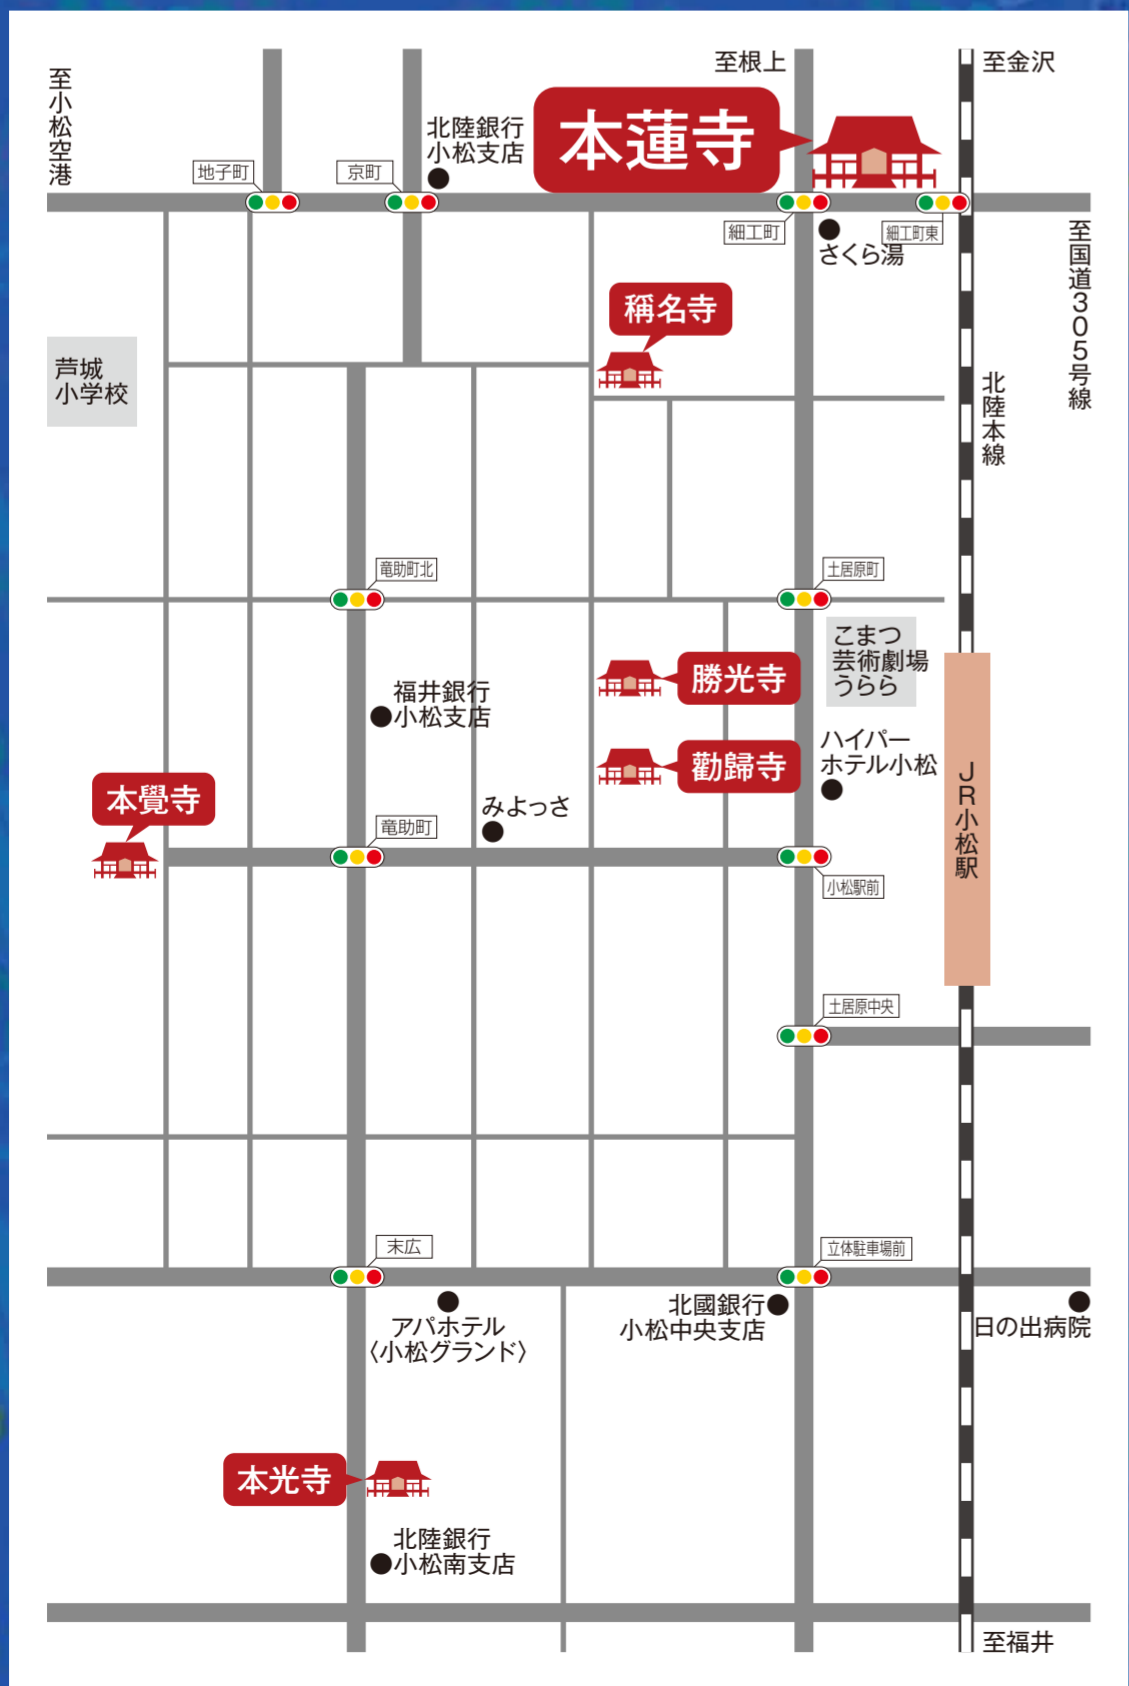 至小松空港
至根上
至金沢
北陸銀行
小松支店
本蓮寺
地子町
京町
細工町
さくら湯
細工町東
至国道305号線
稱名寺
芦城
小学校
北陸本線
竜助町北
土居原町
こまつ
芸術劇場
うらら
勝光寺
福井銀行
小松支店
勸歸寺
ハイパー
ホテル小松
本覺寺
みよっさ
竜助町
JR小松駅
小松駅前
土居原中央
末広
立体駐車場前
アパホテル
〈小松グランド〉
北國銀行
小松中央支店
日の出病院
本光寺
北陸銀行
小松南支店
至福井